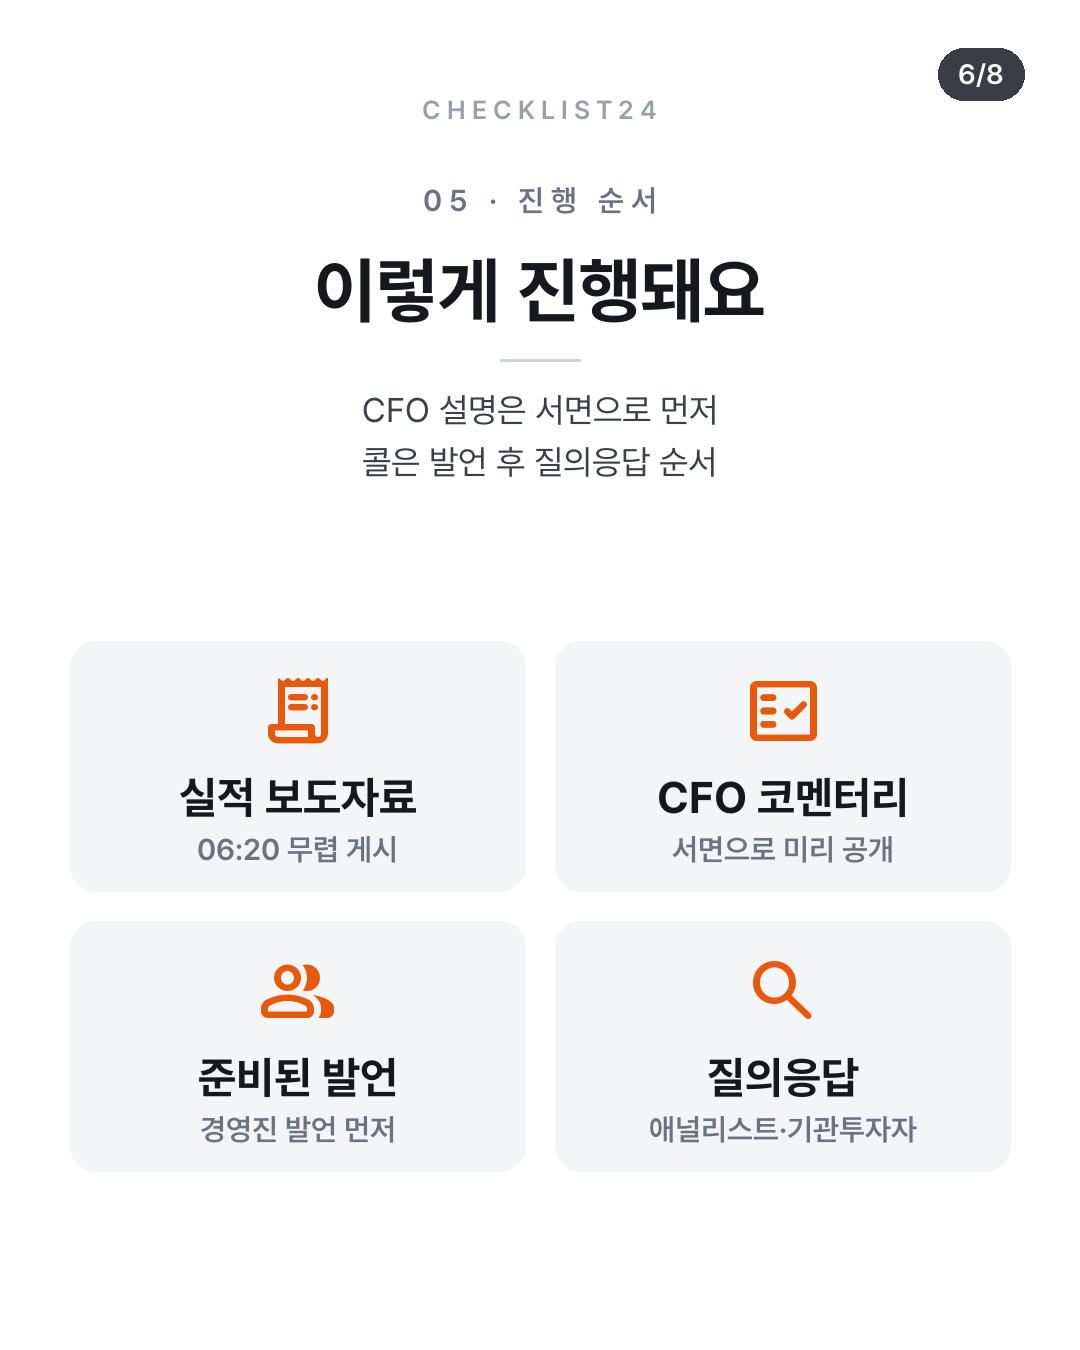 6/8
CHECKLIST24
05 · 진행 순서
이렇게 진행돼요
CFO 설명은 서면으로 먼저
콜은 발언 후 질의응답 순서
실적 보도자료
06:20 무렵 게시
CFO 코멘터리
서면으로 미리 공개
준비된 발언
경영진 발언 먼저
질의응답
애널리스트·기관투자자